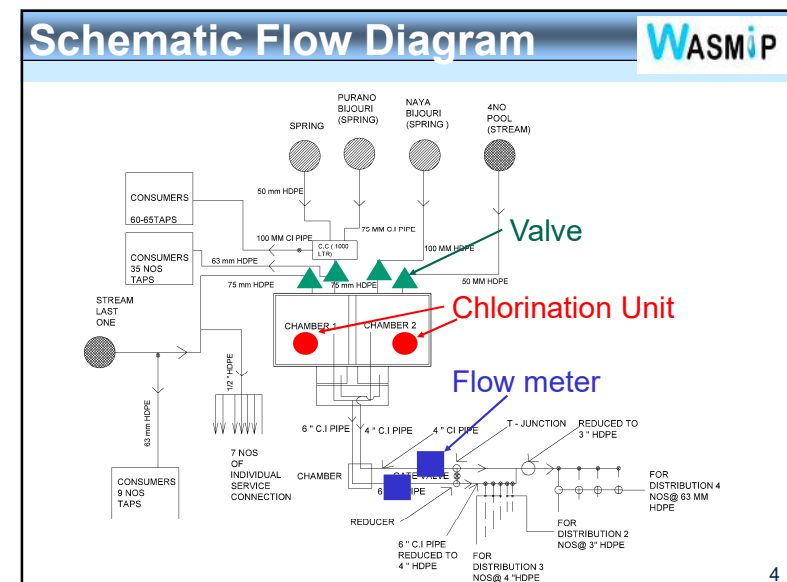 Schematic Flow Diagram
WASMIP
PURANO
BIJOURI
(SPRING)
NAYA
BIJOURI
(SPRING )
4NO
POOL
(STREAM)
SPRING
50 mm HDPE
CONSUMERS
60-65TAPS
75 MM C.I PIPE
100 MM CI PIPE
C.C ( 1000
LTR)
100 MM HDPE
Valve
CONSUMERS
35 NOS
TAPS
63 mm HDPE
75 mm HDPE
75 mm HDPE
50 MM HDPE
STREAM
LAST
ONE
Chlorination Unit
CHAMBER 1
CHAMBER 2
1/2 " HDPE
63 mm HDPE
Flow meter
6 " C.I PIPE
4 " C.I PIPE
4 " CI PIPE
T - JUNCTION
REDUCED TO
3 " HDPE
7 NOS
OF
INDIVIDUAL
SERVICE
CONNECTION
CHAMBER
GATE VALVE
CONSUMERS
9 NOS
TAPS
6
PIPE
FOR
DISTRIBUTION 4
NOS@ 63 MM
HDPE
REDUCER
6 " C.I PIPE
REDUCED TO
4 " HDPE
FOR
DISTRIBUTION 2
NOS@ 3" HDPE
FOR
DISTRIBUTION 3
NOS@ 4 "HDPE
4